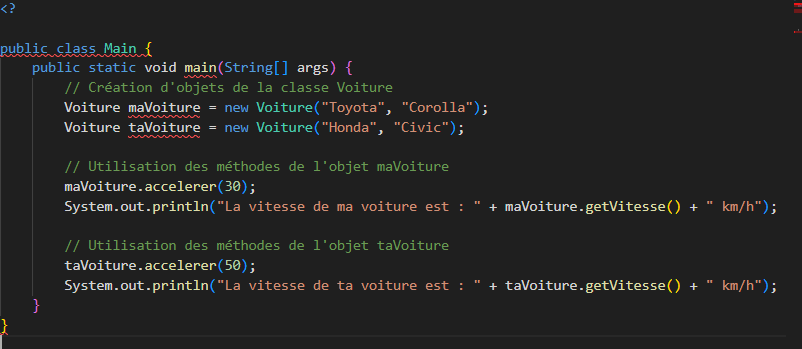 <?
public class Main {
public static void main(String[] args) {
// Création d'objets de la classe Voiture
Voiture maVoiture = new Voiture("Toyota", "Corolla");
Voiture taVoiture = new Voiture("Honda", "Civic");
// Utilisation des méthodes de l'objet maVoiture
maVoiture.accelerer(30);
System.out.println("La vitesse de ma voiture est : " + maVoiture.getVitesse() + " km/h");
// Utilisation des méthodes de l'objet taVoiture
taVoiture.accelerer(50);
System.out.println("La vitesse de ta voiture est : " + taVoiture.getVitesse() + " km/h");
}
}